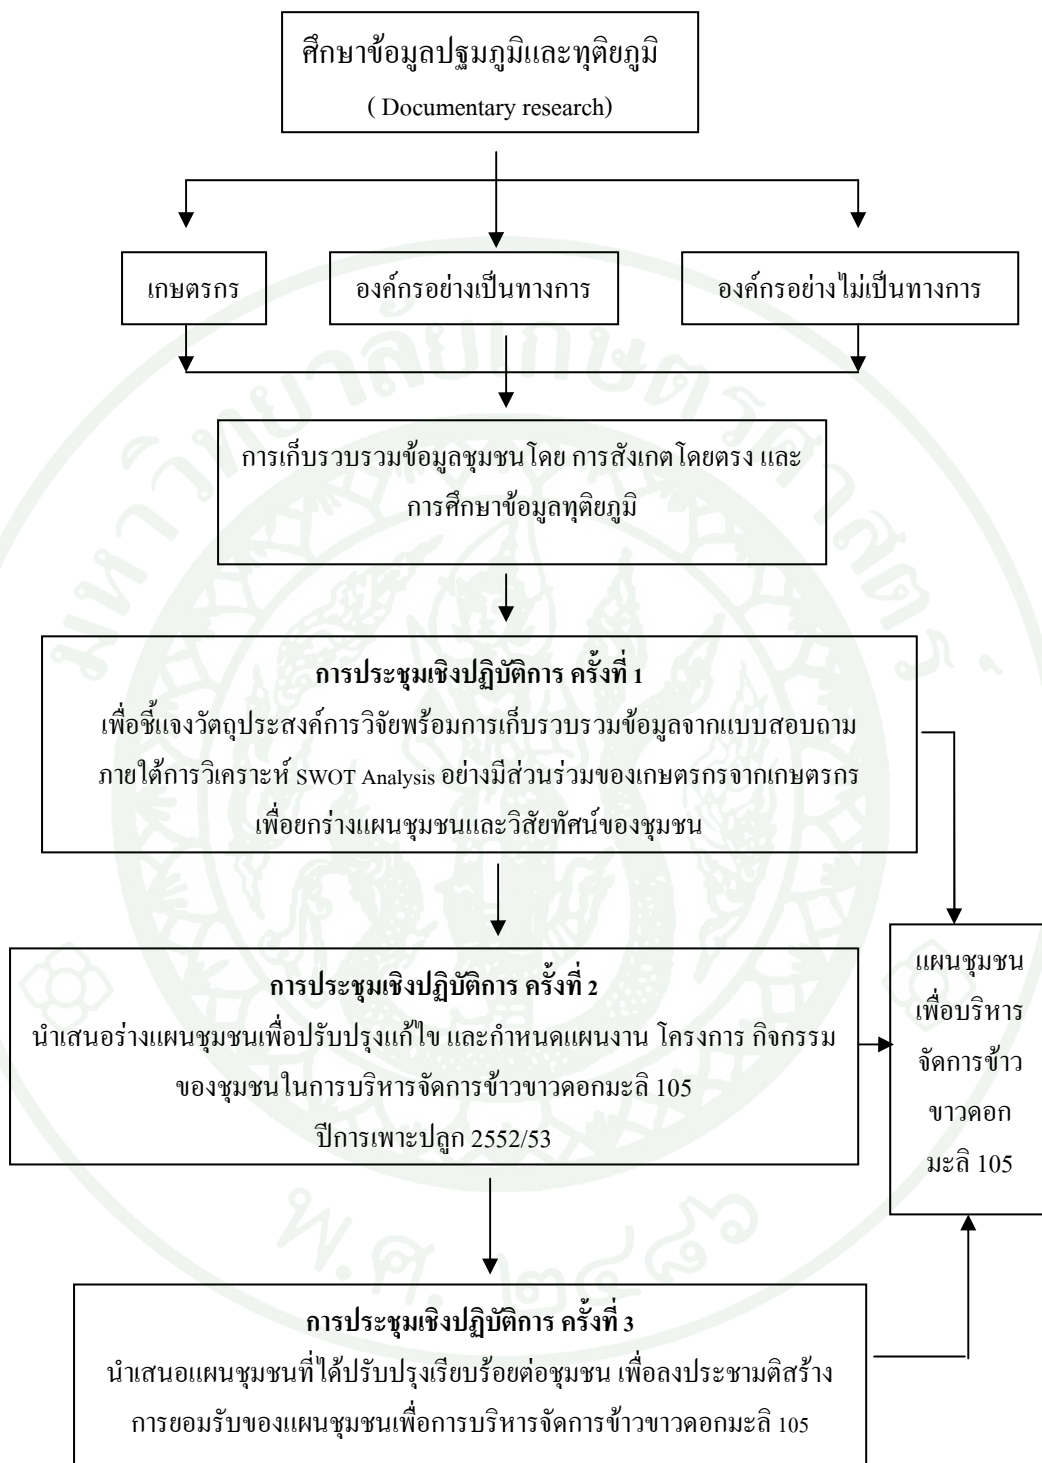 ศึกษาข้อมูลปฐมภูมิและทุติยภูมิ
( Documentary research)
เกษตรกร
องค์กรอย่างเป็นทางการ
องค์กรอย่างไม่เป็นทางการ
การเก็บรวบรวมข้อมูลชุมชนโดย การสังเกตโดยตรง และ
การศึกษาข้อมูลทุติยภูมิ
การประชุมเชิงปฏิบัติการ ครั้งที่ 1
เพื่อชี้แจงวัตถุประสงค์การวิจัยพร้อมการเก็บรวบรวมข้อมูลจากแบบสอบถาม
ภายใต้การวิเคราะห์ SWOT Analysis อย่างมีส่วนร่วมของเกษตรกรจากเกษตรกร
เพื่อยกร่างแผนชุมชนและวิสัยทัศน์ของชุมชน
การประชุมเชิงปฏิบัติการ ครั้งที่ 2
นำเสนอร่างแผนชุมชนเพื่อปรับปรุงแก้ไข และกำหนดแผนงาน โครงการ กิจกรรม
ของชุมชนในการบริหารจัดการข้าวขาวดอกมะลิ 105
ปีการเพาะปลูก 2552/53
แผนชุมชน
เพื่อบริหาร
จัดการข้าว
ขาวดอก
มะลิ 105
การประชุมเชิงปฏิบัติการ ครั้งที่ 3
นำเสนอแผนชุมชนที่ได้ปรับปรุงเรียบร้อยต่อชุมชน เพื่อลงประชามติสร้าง
การยอมรับของแผนชุมชนเพื่อการบริหารจัดการข้าวขาวดอกมะลิ 105
มหาวิทยาลัยเกษตรศาสตร์
พ.ศ. ๒๔๘๖